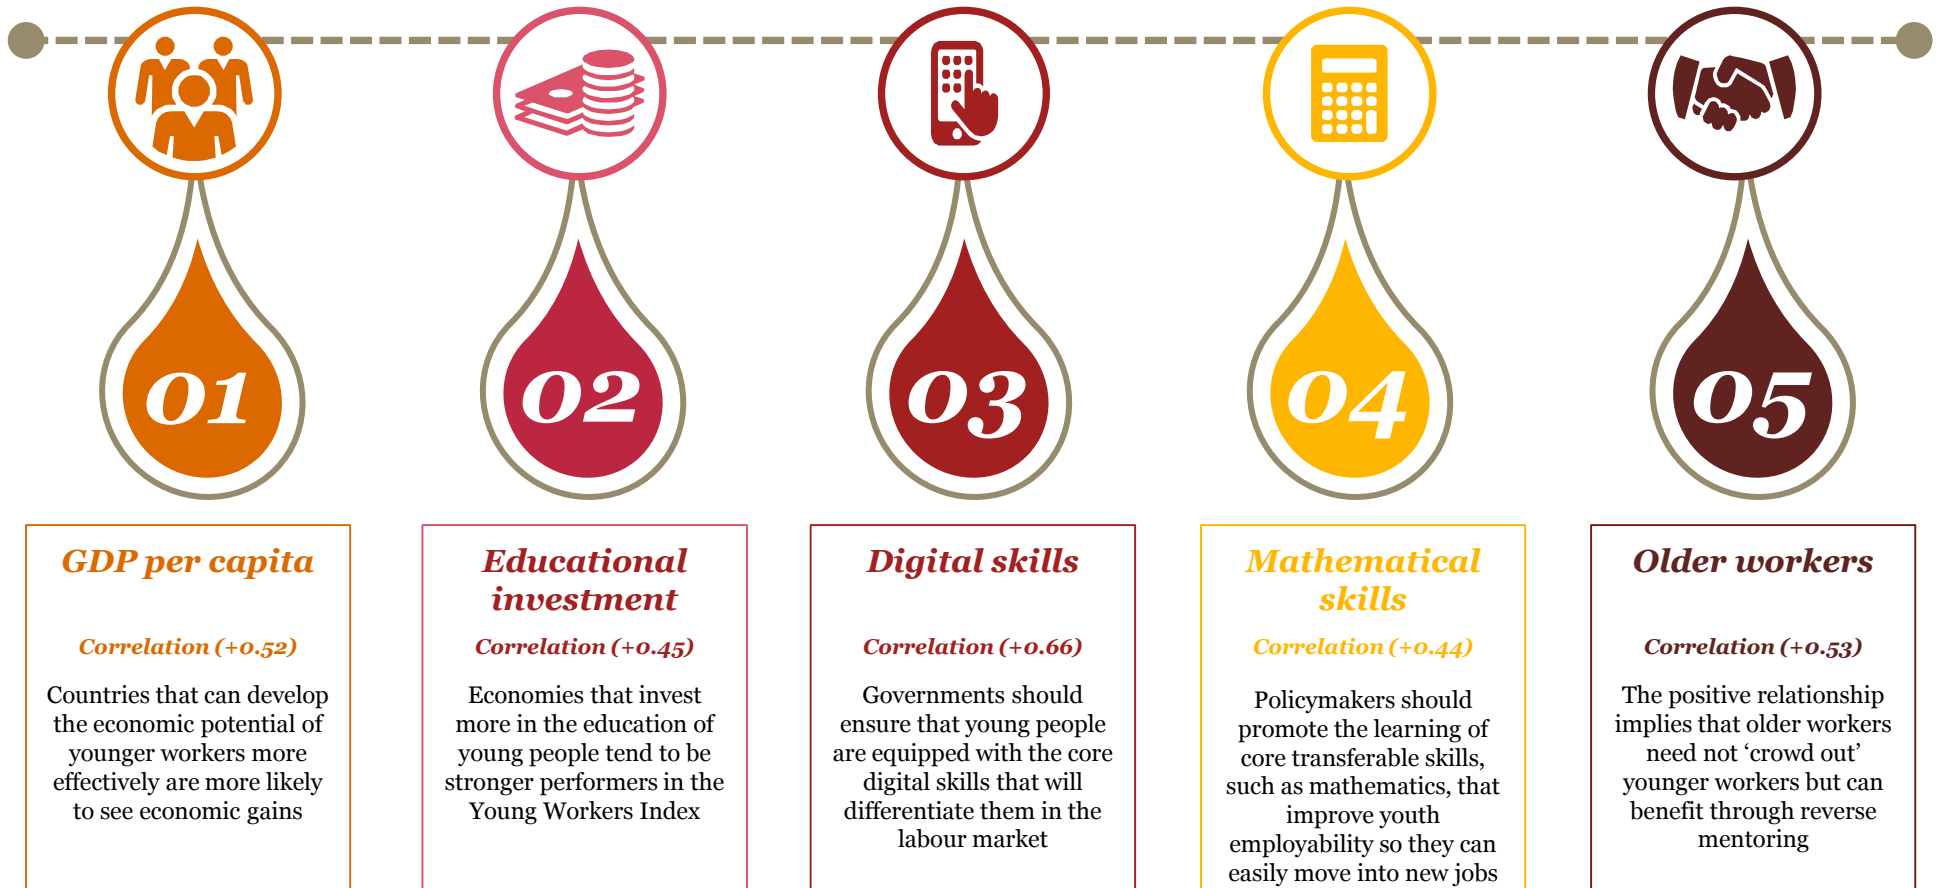 01
02
03
04
05
GDP per capita
Correlation (+0.52)
Countries that can develop
the economic potential of
younger workers more
effectively are more likely
to see economic gains
Educational
investment
Correlation (+0.45)
Economies that invest
more in the education of
young people tend to be
stronger performers in the
Young Workers Index
Digital skills
Correlation (+0.66)
Governments should
ensure that young people
are equipped with the core
digital skills that will
differentiate them in the
labour market
Mathematical
skills
Correlation (+0.44)
Policymakers should
promote the learning of
core transferable skills,
such as mathematics, that
improve youth
employability so they can
easily move into new jobs
Older workers
Correlation (+0.53)
The positive relationship
implies that older workers
need not ‘crowd out’
younger workers but can
benefit through reverse
mentoring